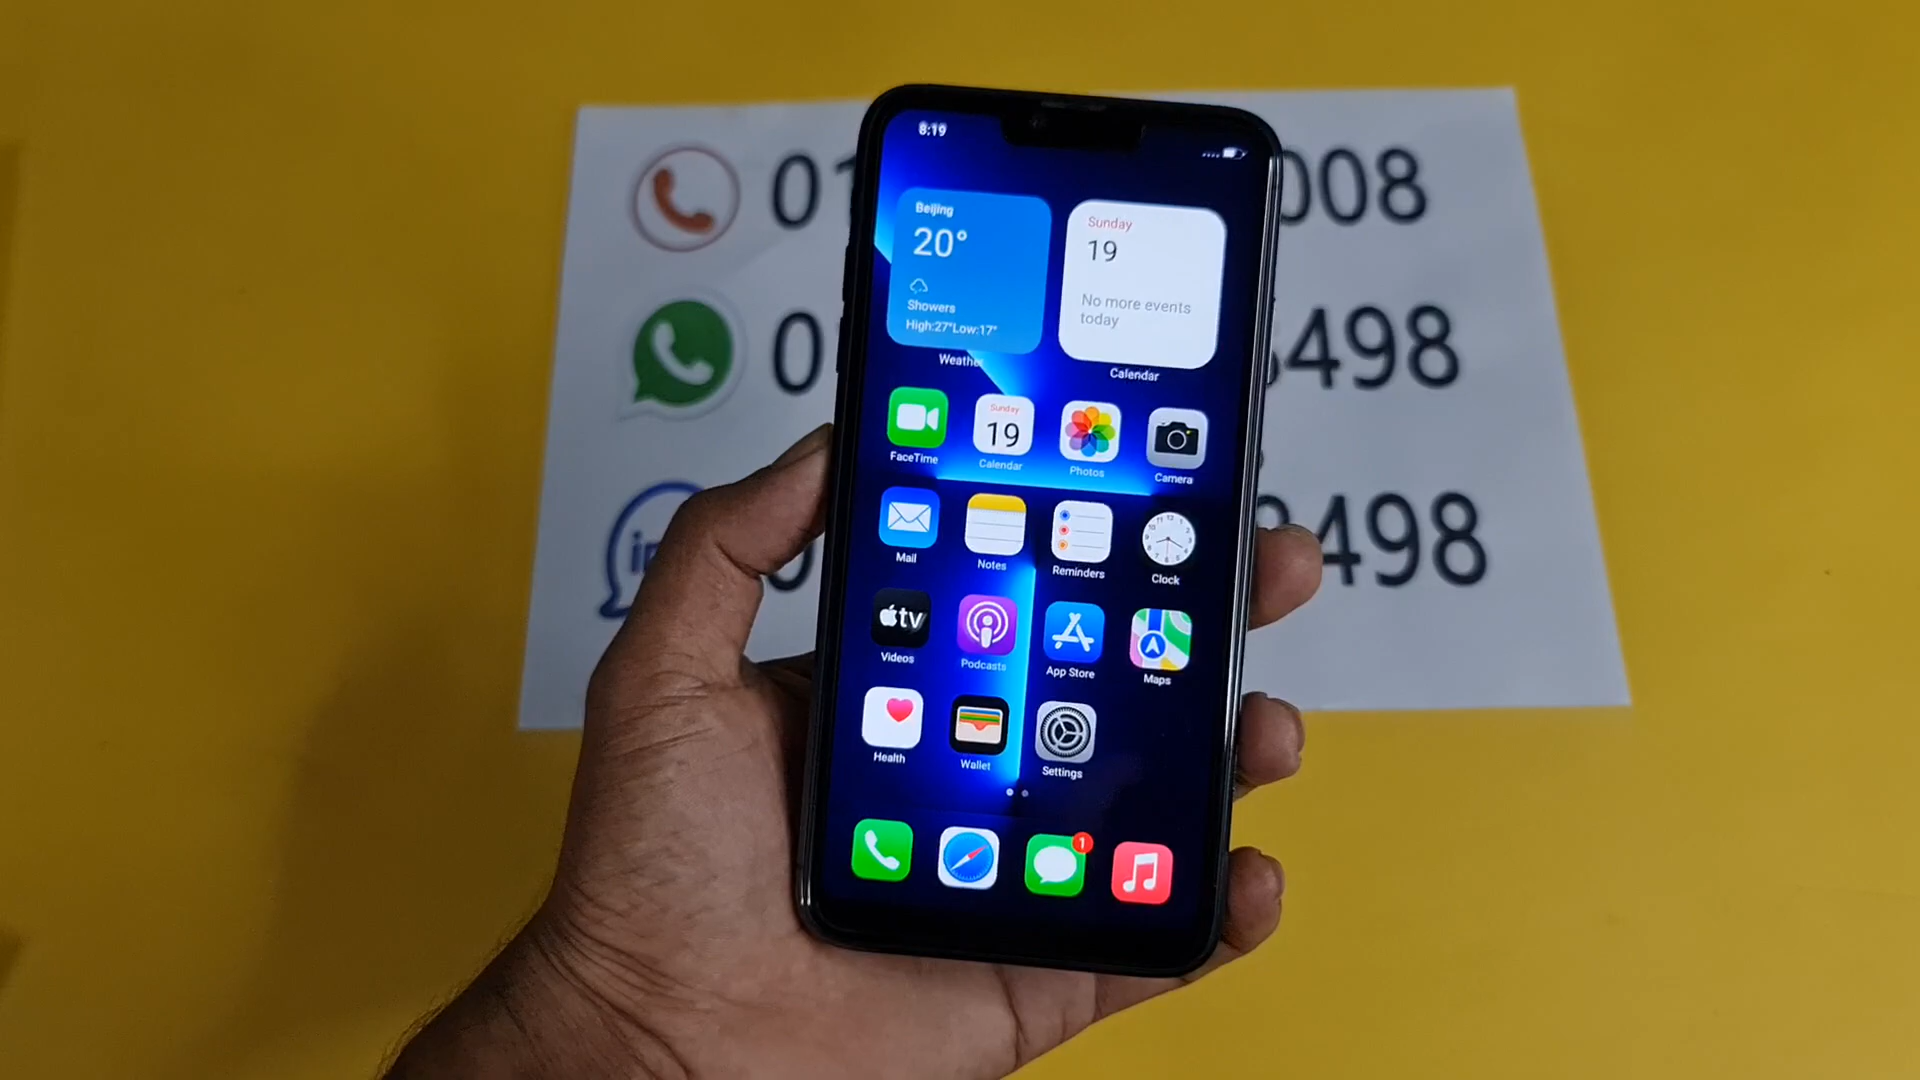 01 008
0 498
0 498
8:19
Beijing
20°
Showers
High:27°Low:17°
Weather
Sunday
19
No more events
today
Calendar
FaceTime
Sunday
19
Calendar
Photos
Camera
Mail
Notes
Reminders
Clock
tv
Videos
Podcasts
App Store
Maps
Health
Wallet
Settings
1